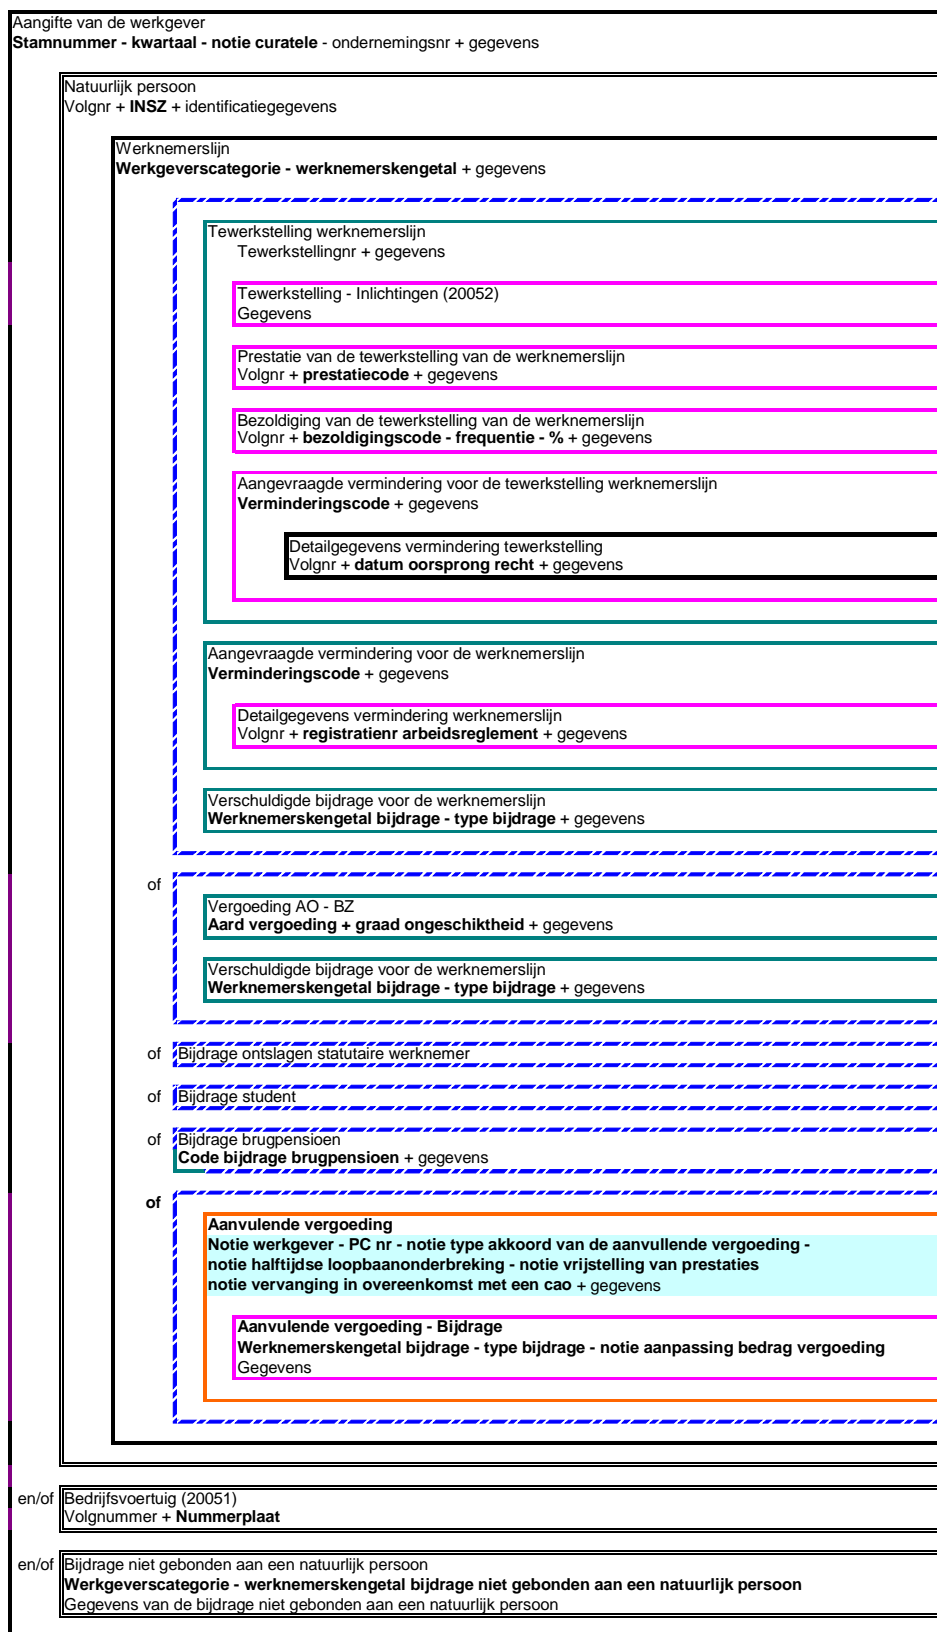 Aangifte van de werkgever
Stamnummer - kwartaal - notie curatele - ondernemingsnr + gegevens
Natuurlijk persoon
Volgnr + INSZ + identificatiegegevens
Werknemerslijn
Werkgeverscategorie - werknemerskengetal + gegevens
Tewerkstelling werknemerslijn
Tewerkstellingnr + gegevens
Tewerkstelling - Inlichtingen (20052)
Gegevens
Prestatie van de tewerkstelling van de werknemerslijn
Volgnr + prestatiecode + gegevens
Bezoldiging van de tewerkstelling van de werknemerslijn
Volgnr + bezoldigingscode - frequentie - % + gegevens
Aangevraagde vermindering voor de tewerkstelling werknemerslijn
Verminderingscode + gegevens
Detailgegevens vermindering tewerkstelling
Volgnr + datum oorsprong recht + gegevens
Aangevraagde vermindering voor de werknemerslijn
Verminderingscode + gegevens
Detailgegevens vermindering werknemerslijn
Volgnr + registratienr arbeidsreglement + gegevens
Verschuldigde bijdrage voor de werknemerslijn
Werknemerskengetal bijdrage - type bijdrage + gegevens
of
Vergoeding AO - BZ
Aard vergoeding + graad ongeschiktheid + gegevens
Verschuldigde bijdrage voor de werknemerslijn
Werknemerskengetal bijdrage - type bijdrage + gegevens
of Bijdrage ontslagen statutaire werknemer
of Bijdrage student
of Bijdrage brugpensioen
Code bijdrage brugpensioen + gegevens
of
Aanvulende vergoeding
Notie werkgever - PC nr - notie type akkoord van de aanvullende vergoeding -
notie halftijdse loopbaanonderbreking - notie vrijstelling van prestaties
notie vervanging in overeenkomst met een cao + gegevens
Aanvulende vergoeding - Bijdrage
Werknemerskengetal bijdrage - type bijdrage - notie aanpassing bedrag vergoeding
Gegevens
en/of Bedrijfsvoertuig (20051)
Volgnummer + Nummerplaat
en/of Bijdrage niet gebonden aan een natuurlijk persoon
Werkgeverscategorie - werknemerskengetal bijdrage niet gebonden aan een natuurlijk persoon
Gegevens van de bijdrage niet gebonden aan een natuurlijk persoon